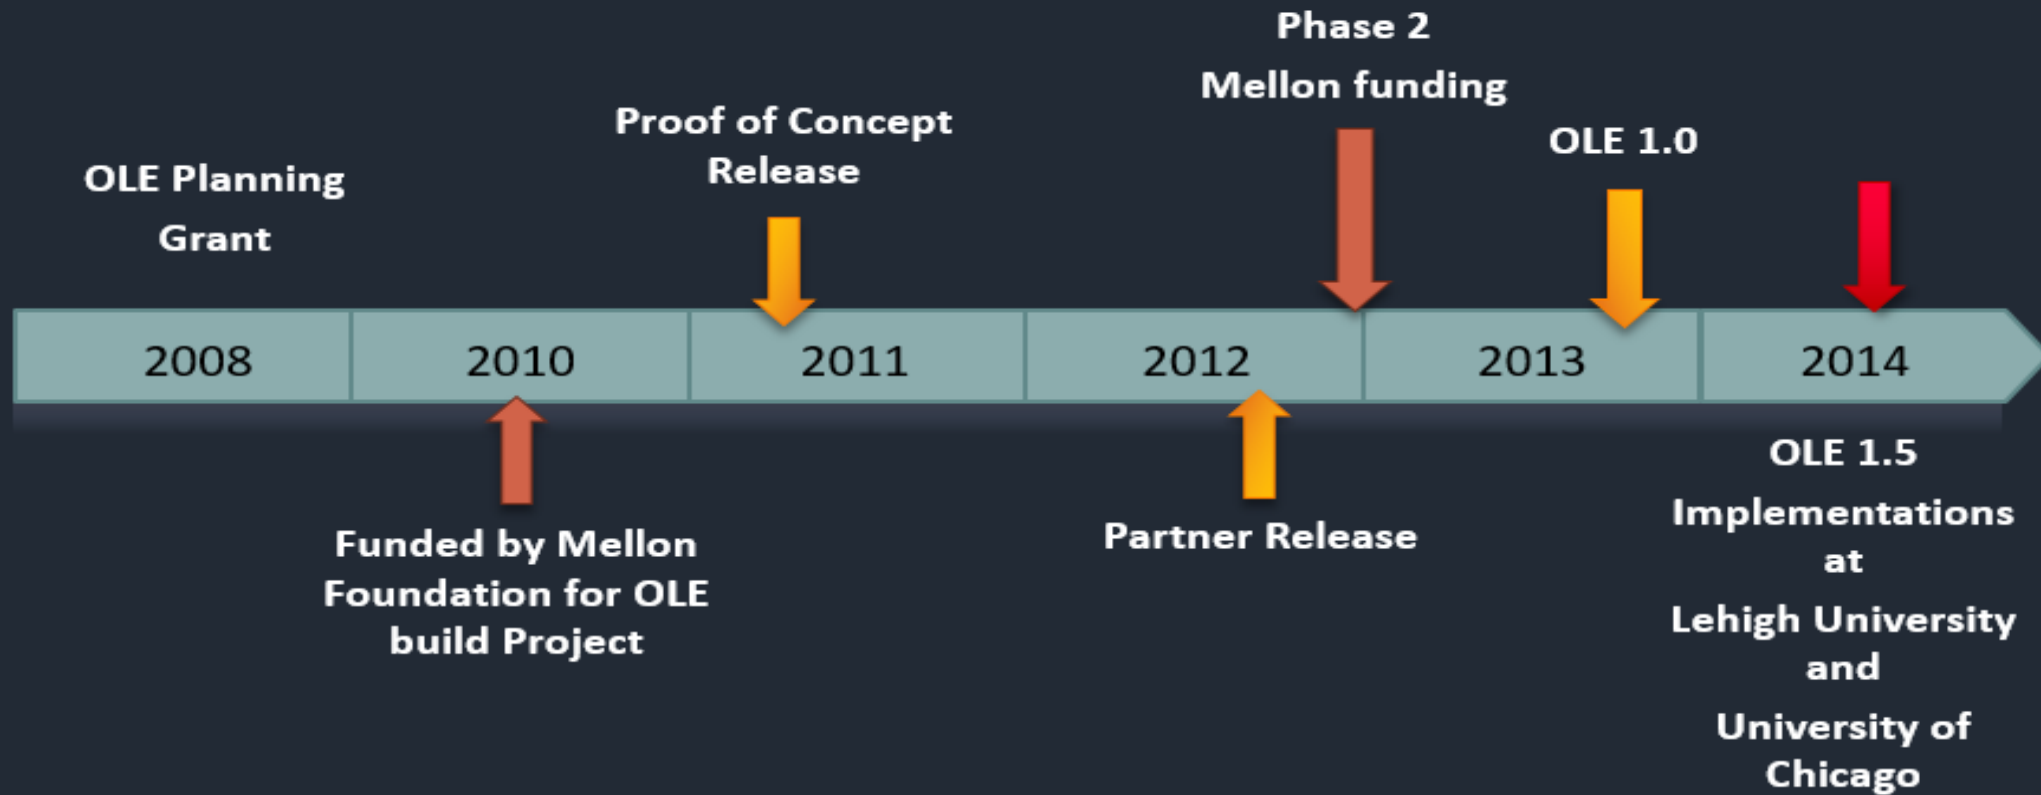 Phase 2
Mellon funding
Proof of Concept
Release
OLE 1.0
OLE Planning
Grant
2008
2010
2011
2012
2013
2014
Funded by Mellon
Foundation for OLE
build Project
Partner Release
OLE 1.5
Implementations
at
Lehigh University
and
University of
Chicago